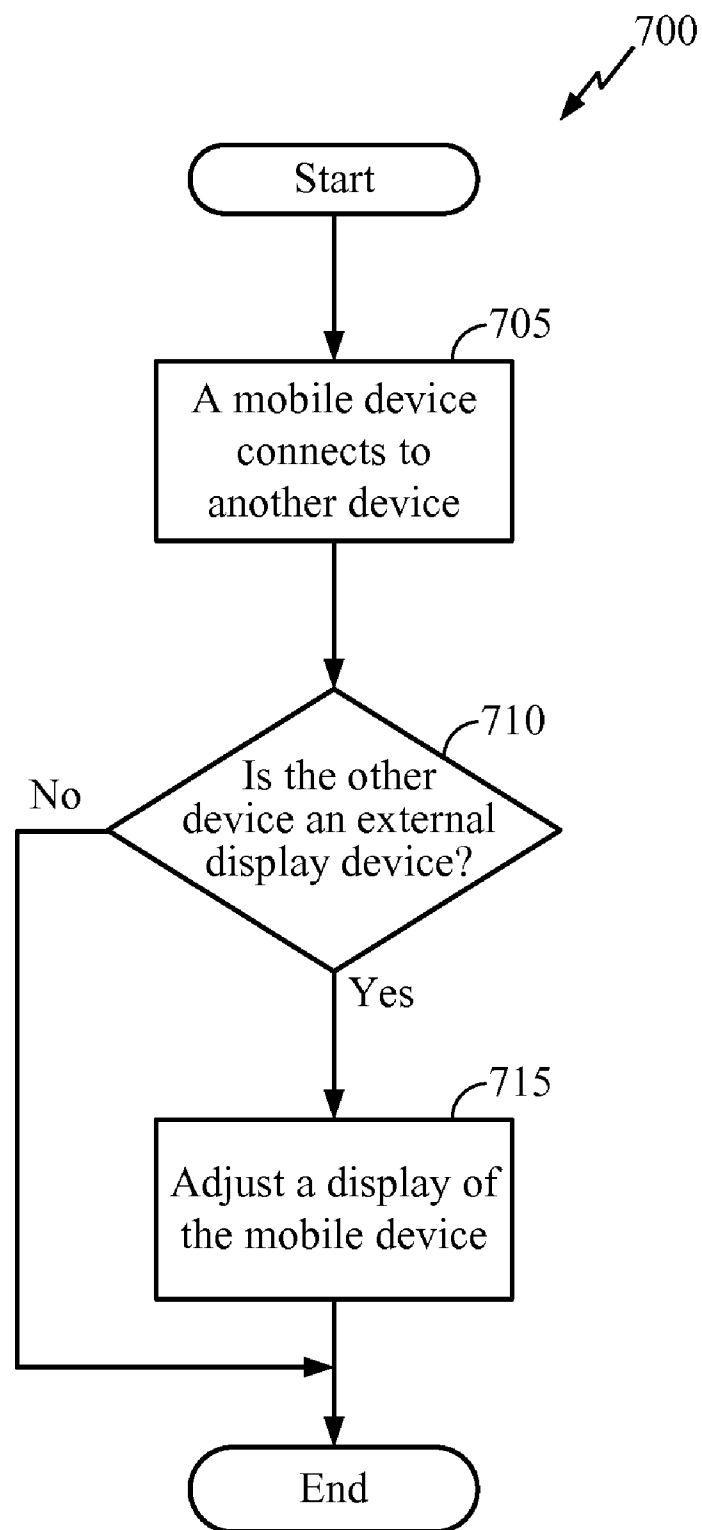 700
Start
705
A mobile device
connects to
another device
710
Is the other
device an external
display device?
No
Yes
715
Adjust a display of
the mobile device
End